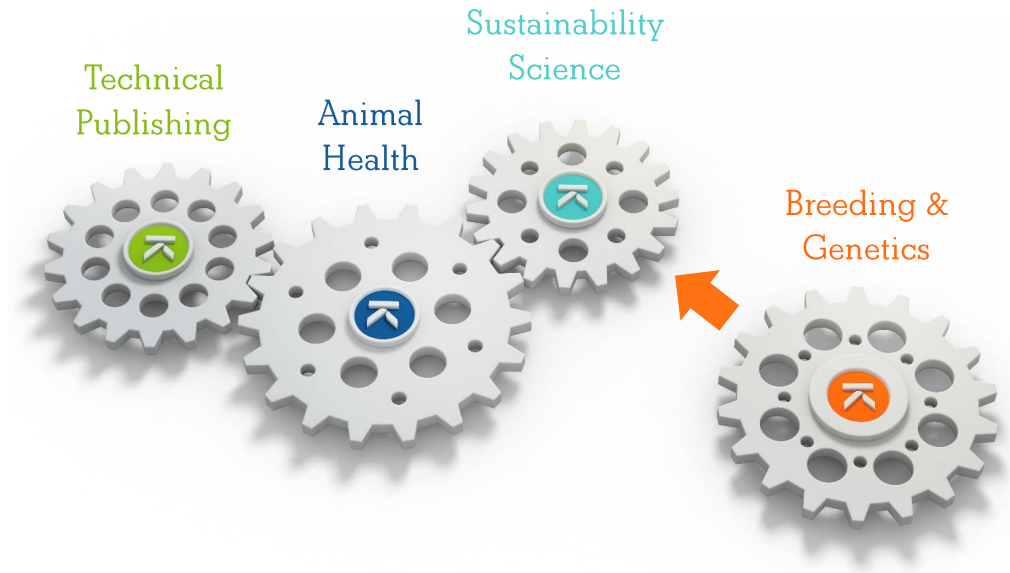 Technical
Publishing
Animal
Health
Sustainability
Science
Breeding &
Genetics
K
K
K
K